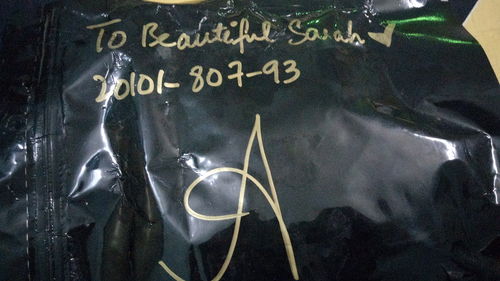 To Beautiful Sarah
20101-807-93
A